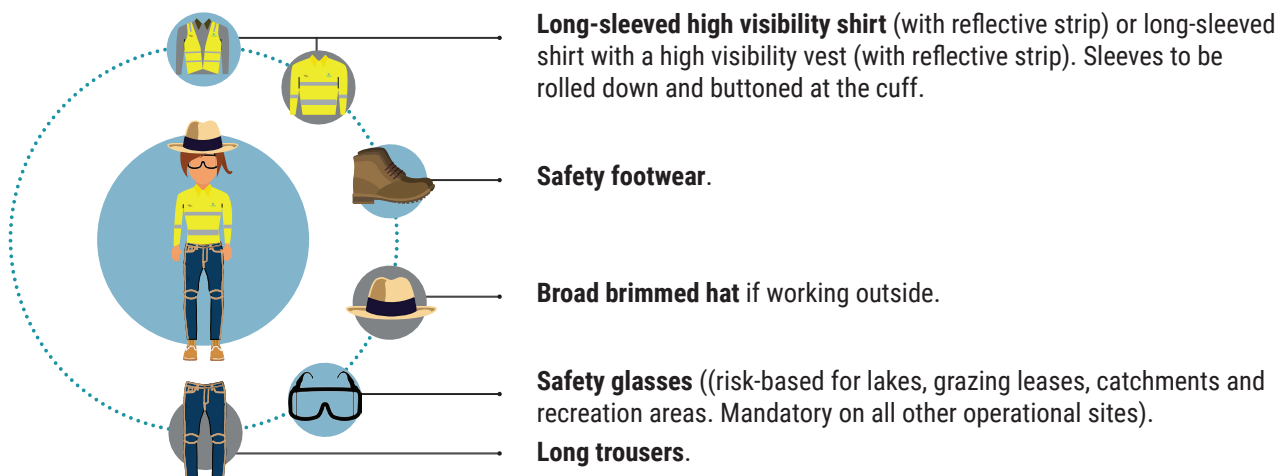 Long-sleeved high visibility shirt (with reflective strip) or long-sleeved
shirt with a high visibility vest (with reflective strip). Sleeves to be
rolled down and buttoned at the cuff.
Safety footwear.
Broad brimmed hat if working outside.
Safety glasses ((risk-based for lakes, grazing leases, catchments and
recreation areas. Mandatory on all other operational sites).
Long trousers.